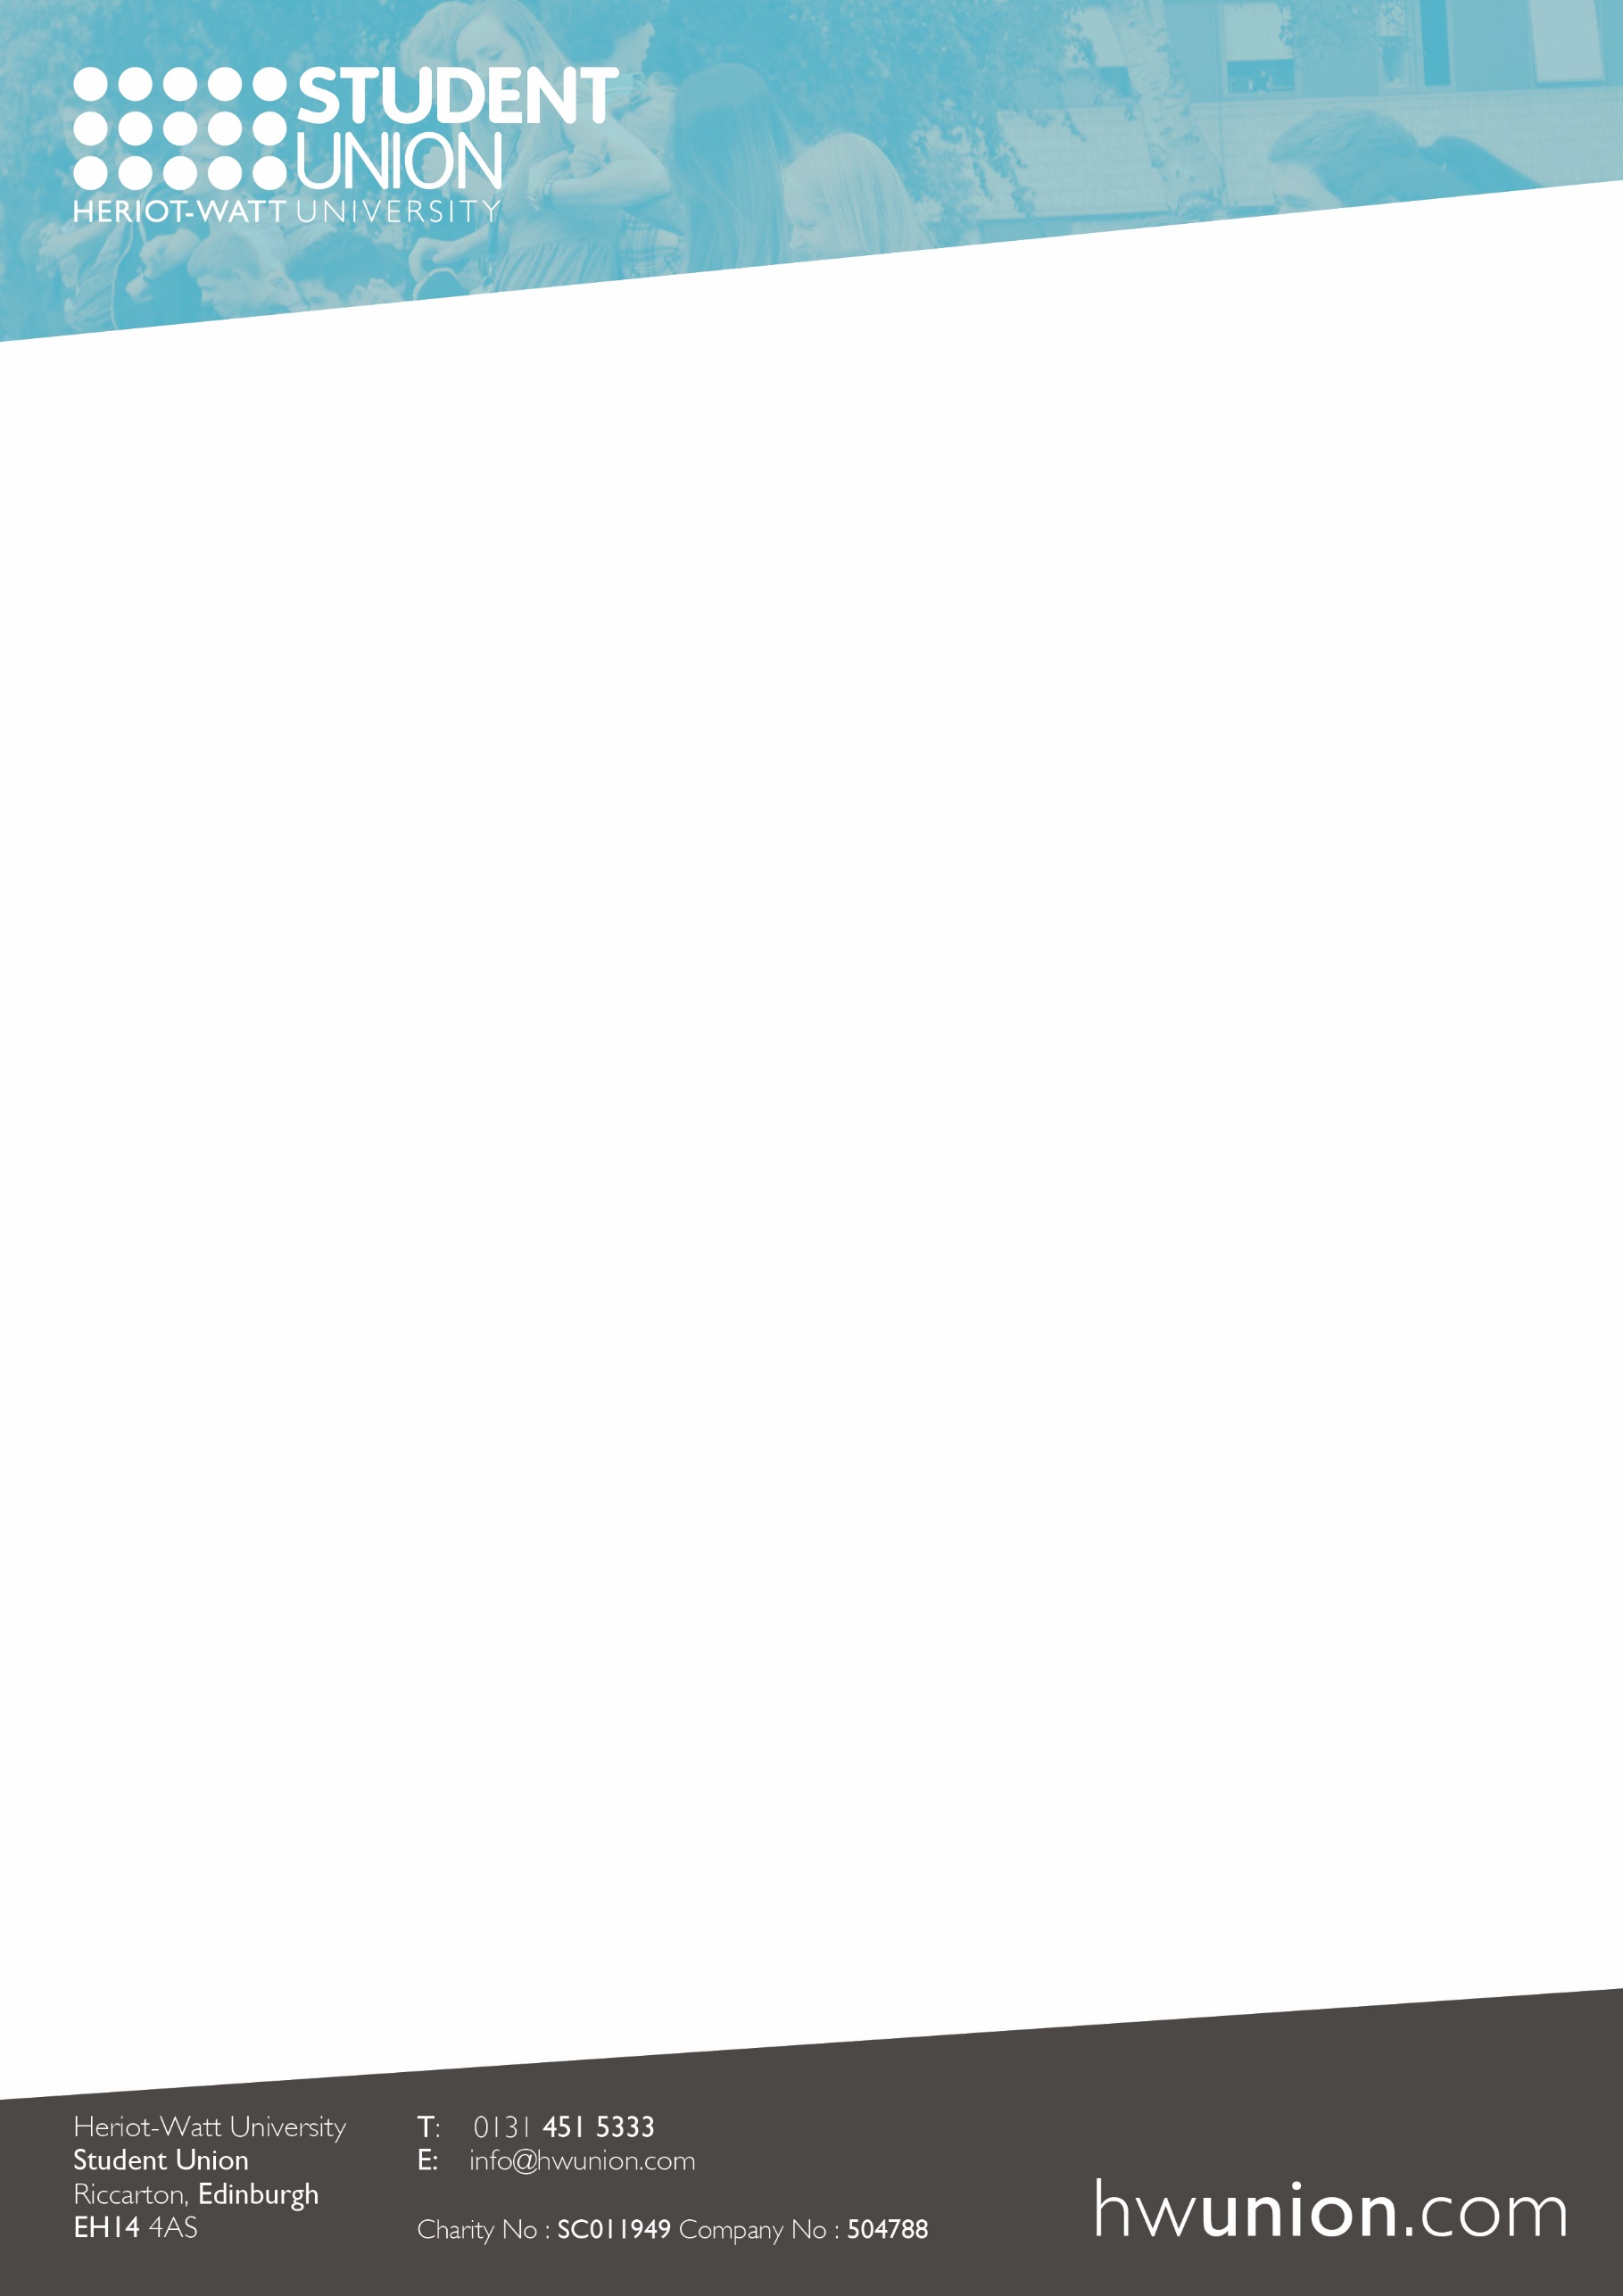 STUDENT
UNION
HERIOT-WATT UNIVERSITY
Heriot-Watt University
Student Union
Riccarton, Edinburgh
EH14 4AS
T: 0131 451 5333
E: info@hwunion.com
Charity No : SC011949 Company No : 504788
hwunion.com